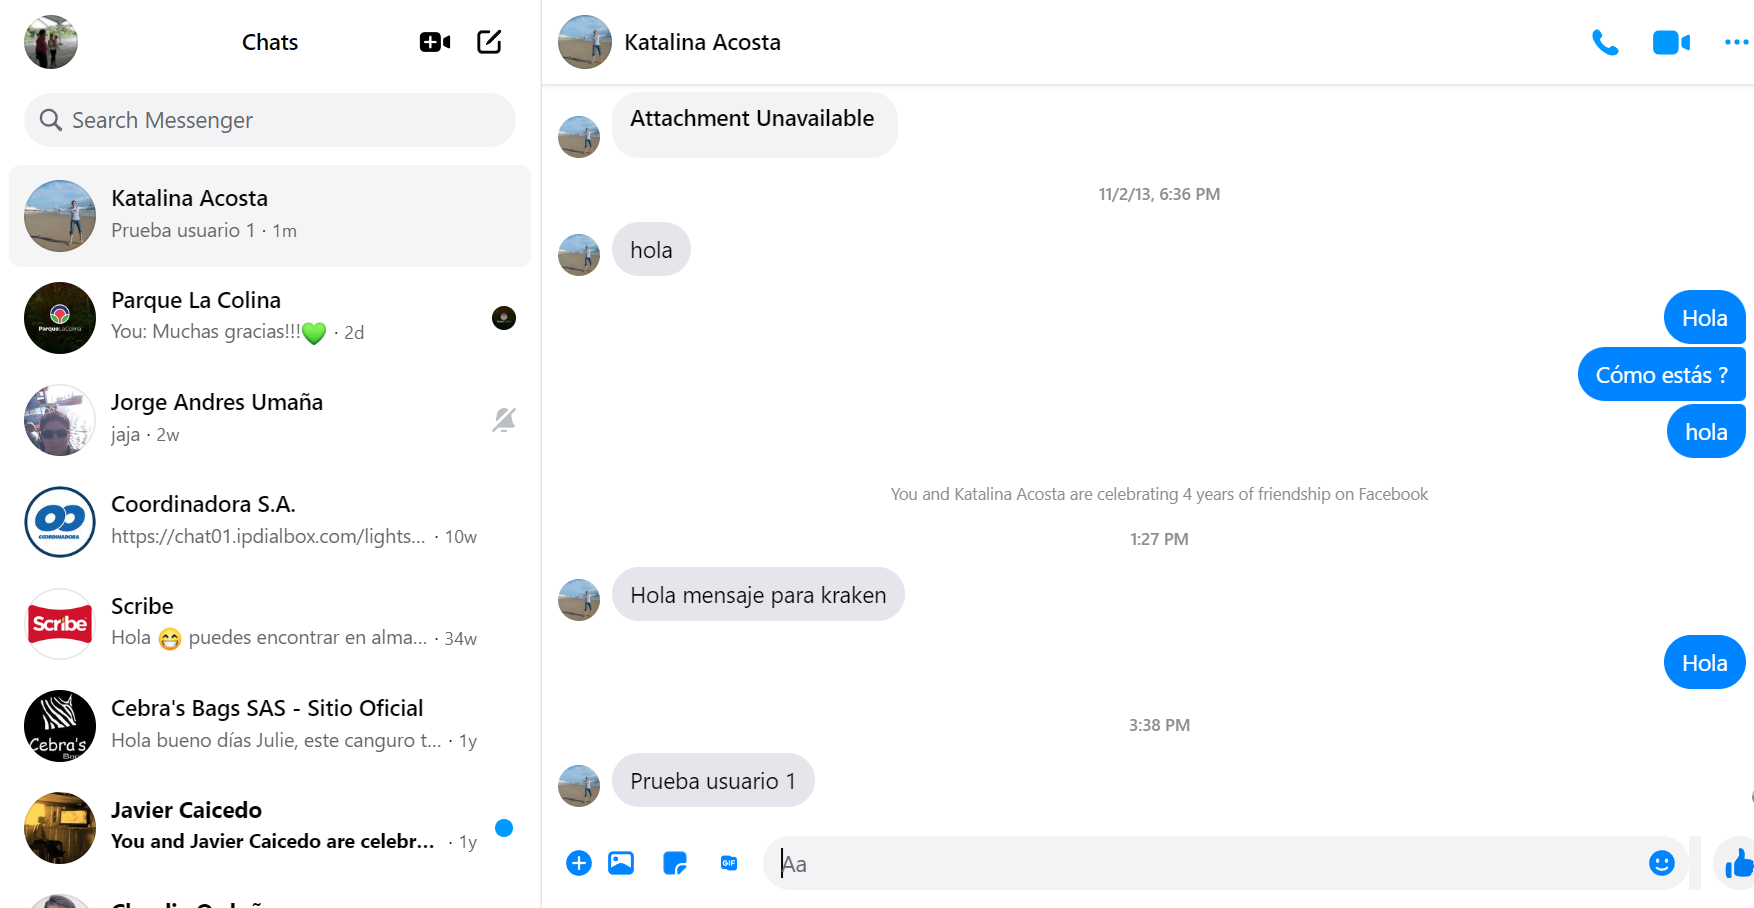 Chats
Search Messenger
Katalina Acosta
Prueba usuario 1 · 1m
Parque La Colina
You: Muchas gracias!!!💚 · 2d
Jorge Andres Umaña
jaja · 2w
Coordinadora S.A.
https://chat01.ipdialbox.com/lights... · 10w
COORDINADORA
Scribe
Scribe
Hola 😁 puedes encontrar en alma... · 34w
Cebra's Bags SAS - Sitio Oficial
Hola bueno días Julie, este canguro t... · 1y
Cebra's
Javier Caicedo
You and Javier Caicedo are celebr... · 1y
ParqueLaColina
Katalina Acosta
Attachment Unavailable
11/2/13, 6:36 PM
hola
Hola
Cómo estás ?
hola
You and Katalina Acosta are celebrating 4 years of friendship on Facebook
1:27 PM
Hola mensaje para kraken
Hola
3:38 PM
Prueba usuario 1
GIF
Aa